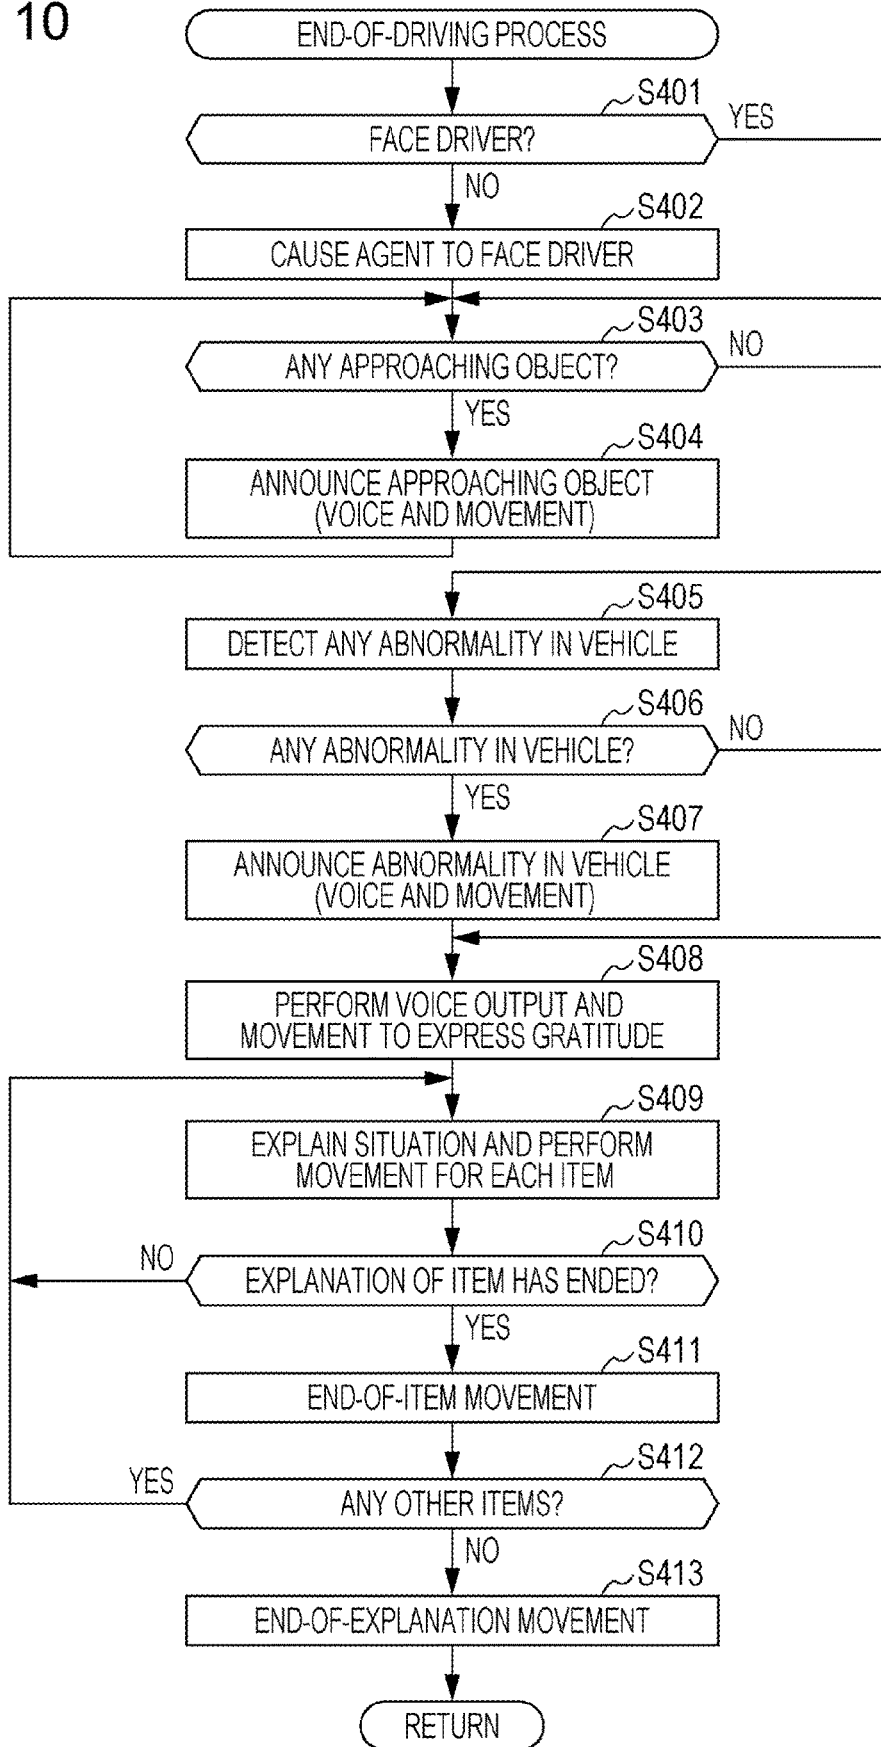 10
END-OF-DRIVING PROCESS
S401
FACE DRIVER?
YES
NO
S402
CAUSE AGENT TO FACE DRIVER
S403
ANY APPROACHING OBJECT?
NO
YES
S404
ANNOUNCE APPROACHING OBJECT
(VOICE AND MOVEMENT)
S405
DETECT ANY ABNORMALITY IN VEHICLE
S406
ANY ABNORMALITY IN VEHICLE?
NO
YES
S407
ANNOUNCE ABNORMALITY IN VEHICLE
(VOICE AND MOVEMENT)
S408
PERFORM VOICE OUTPUT AND
MOVEMENT TO EXPRESS GRATITUDE
S409
EXPLAIN SITUATION AND PERFORM
MOVEMENT FOR EACH ITEM
S410
NO
EXPLANATION OF ITEM HAS ENDED?
YES
S411
END-OF-ITEM MOVEMENT
S412
YES
ANY OTHER ITEMS?
NO
S413
END-OF-EXPLANATION MOVEMENT
RETURN